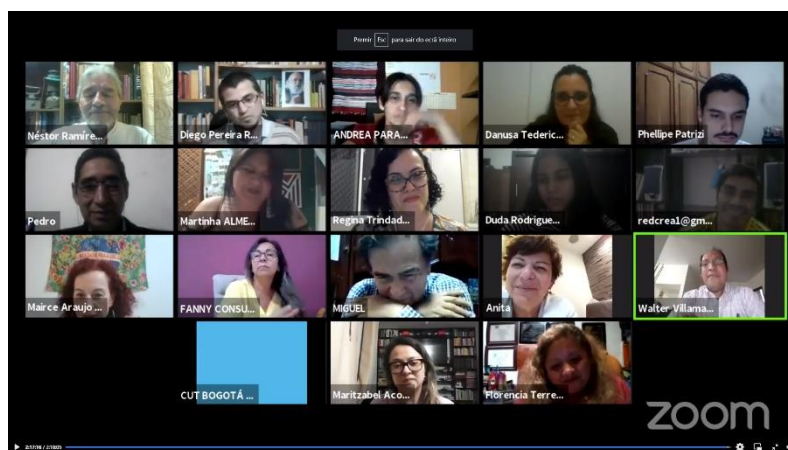 Premir Esc para sair do ecrã inteiro
Néstor Ramíre...
Diego Pereira R...
ANDREA PARA...
Danusa Tederic...
Phellipe Patrizi
Pedro
Martinha ALME...
Regina Trindad...
Duda Rodrigue...
redcrea1@gm...
Mairce Araujo ...
FANNY CONSU...
MIGUEL
Anita
Walter Villama...
CUT BOGOTÁ ...
Maritzabel Aco...
Florencia Terre...
zoom